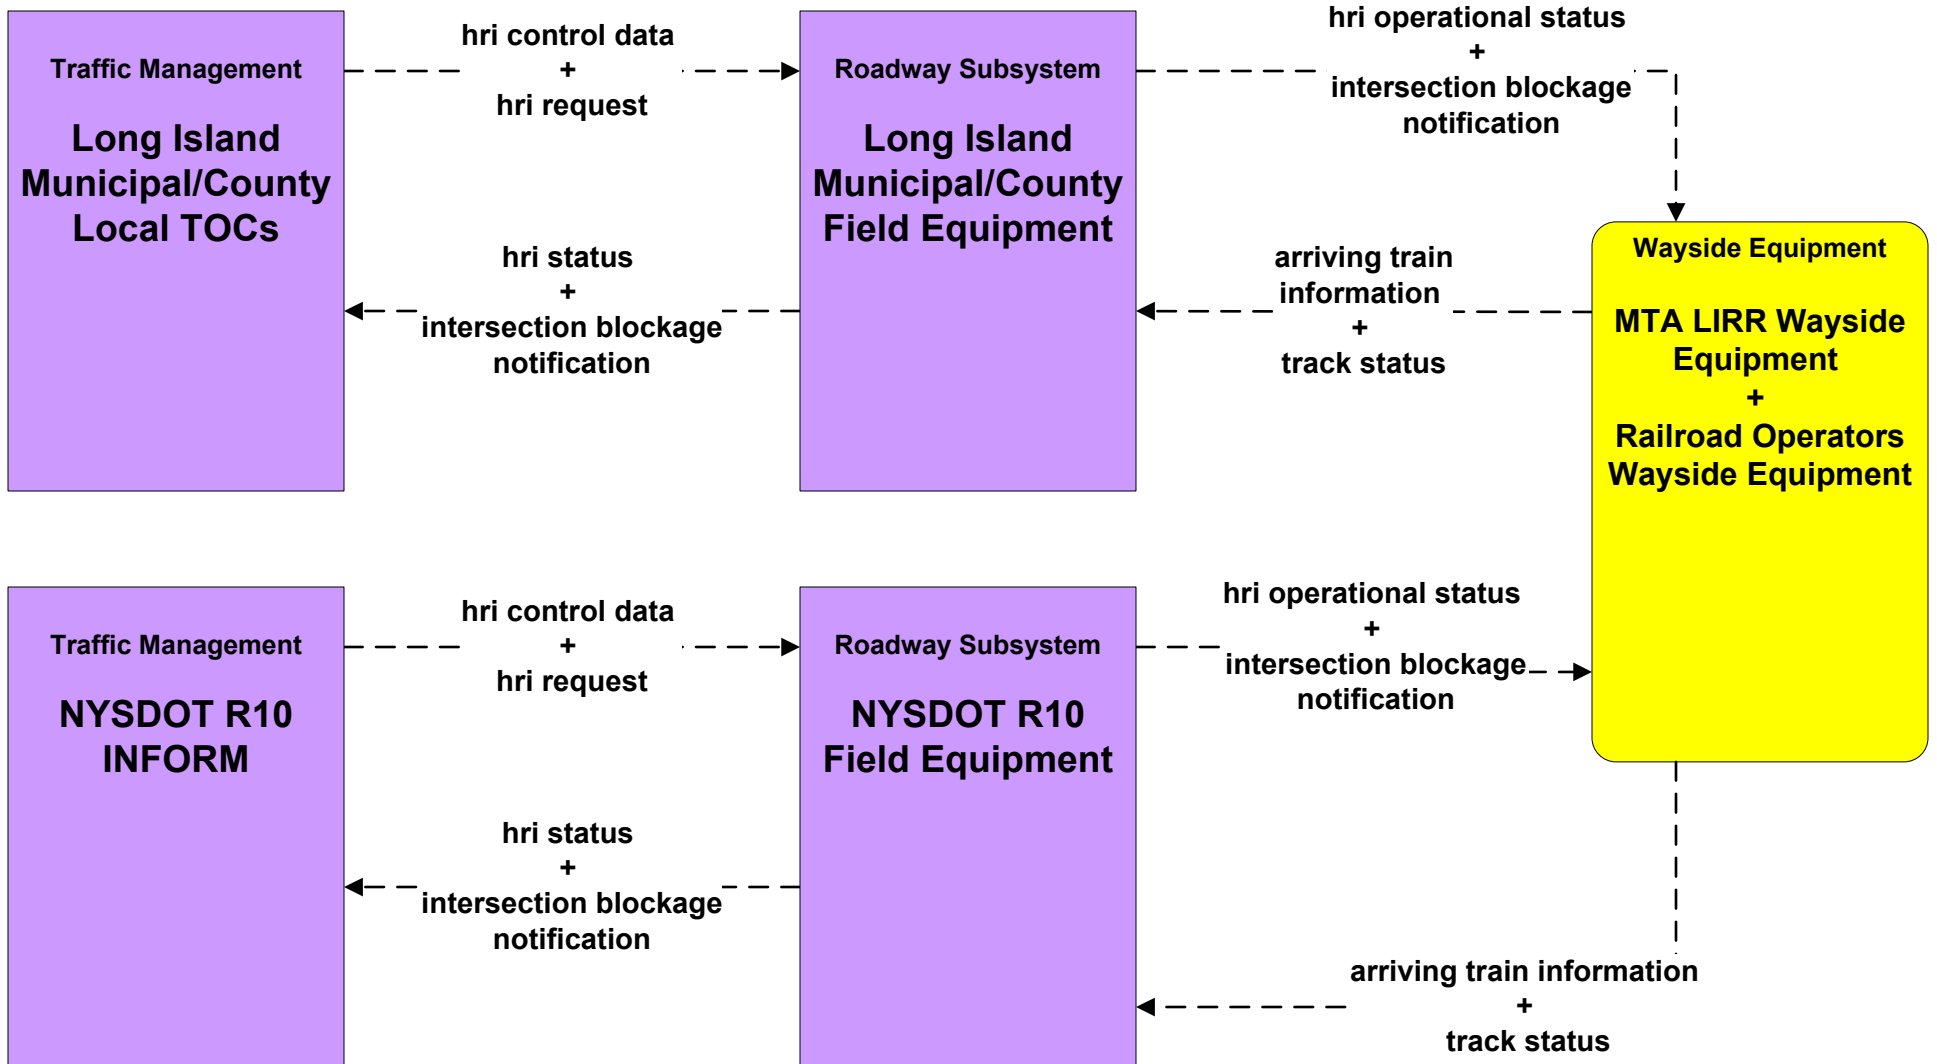 Traffic Management
Long Island
Municipal/County
Local TOCs
hri control data
+
hri request
hri status
+
intersection blockage
notification
Roadway Subsystem
Long Island
Municipal/County
Field Equipment
hri operational status
+
intersection blockage
notification
arriving train
information
+
track status
Wayside Equipment
MTA LIRR Wayside
Equipment
+
Railroad Operators
Wayside Equipment
Traffic Management
NYSDOT R10
INFORM
hri control data
+
hri request
hri status
+
intersection blockage
notification
Roadway Subsystem
NYSDOT R10
Field Equipment
hri operational status
+
intersection blockage
notification
arriving train information
+
track status